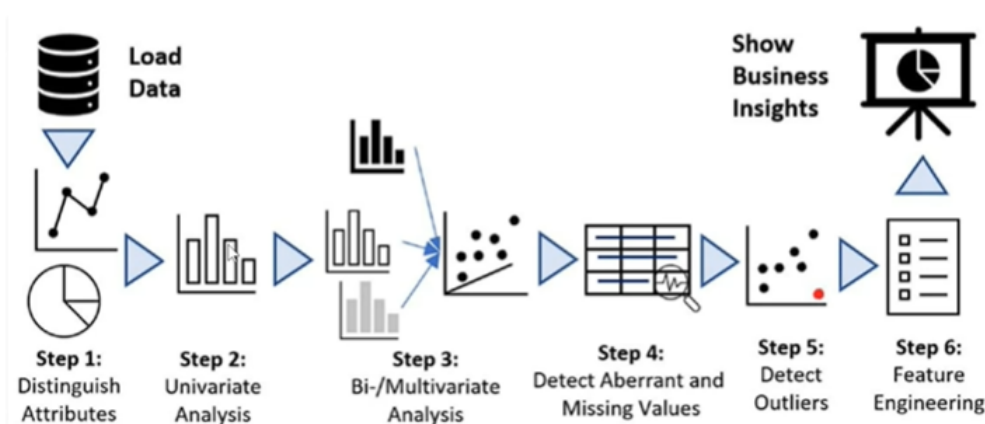 Load
Data
Show
Business
Insights
Step 1:
Distinguish
Attributes
Step 2:
Univariate
Analysis
Step 3:
Bi-/Multivariate
Analysis
Step 4:
Detect Aberrant and
Missing Values
Step 5:
Detect
Outliers
Step 6:
Feature
Engineering